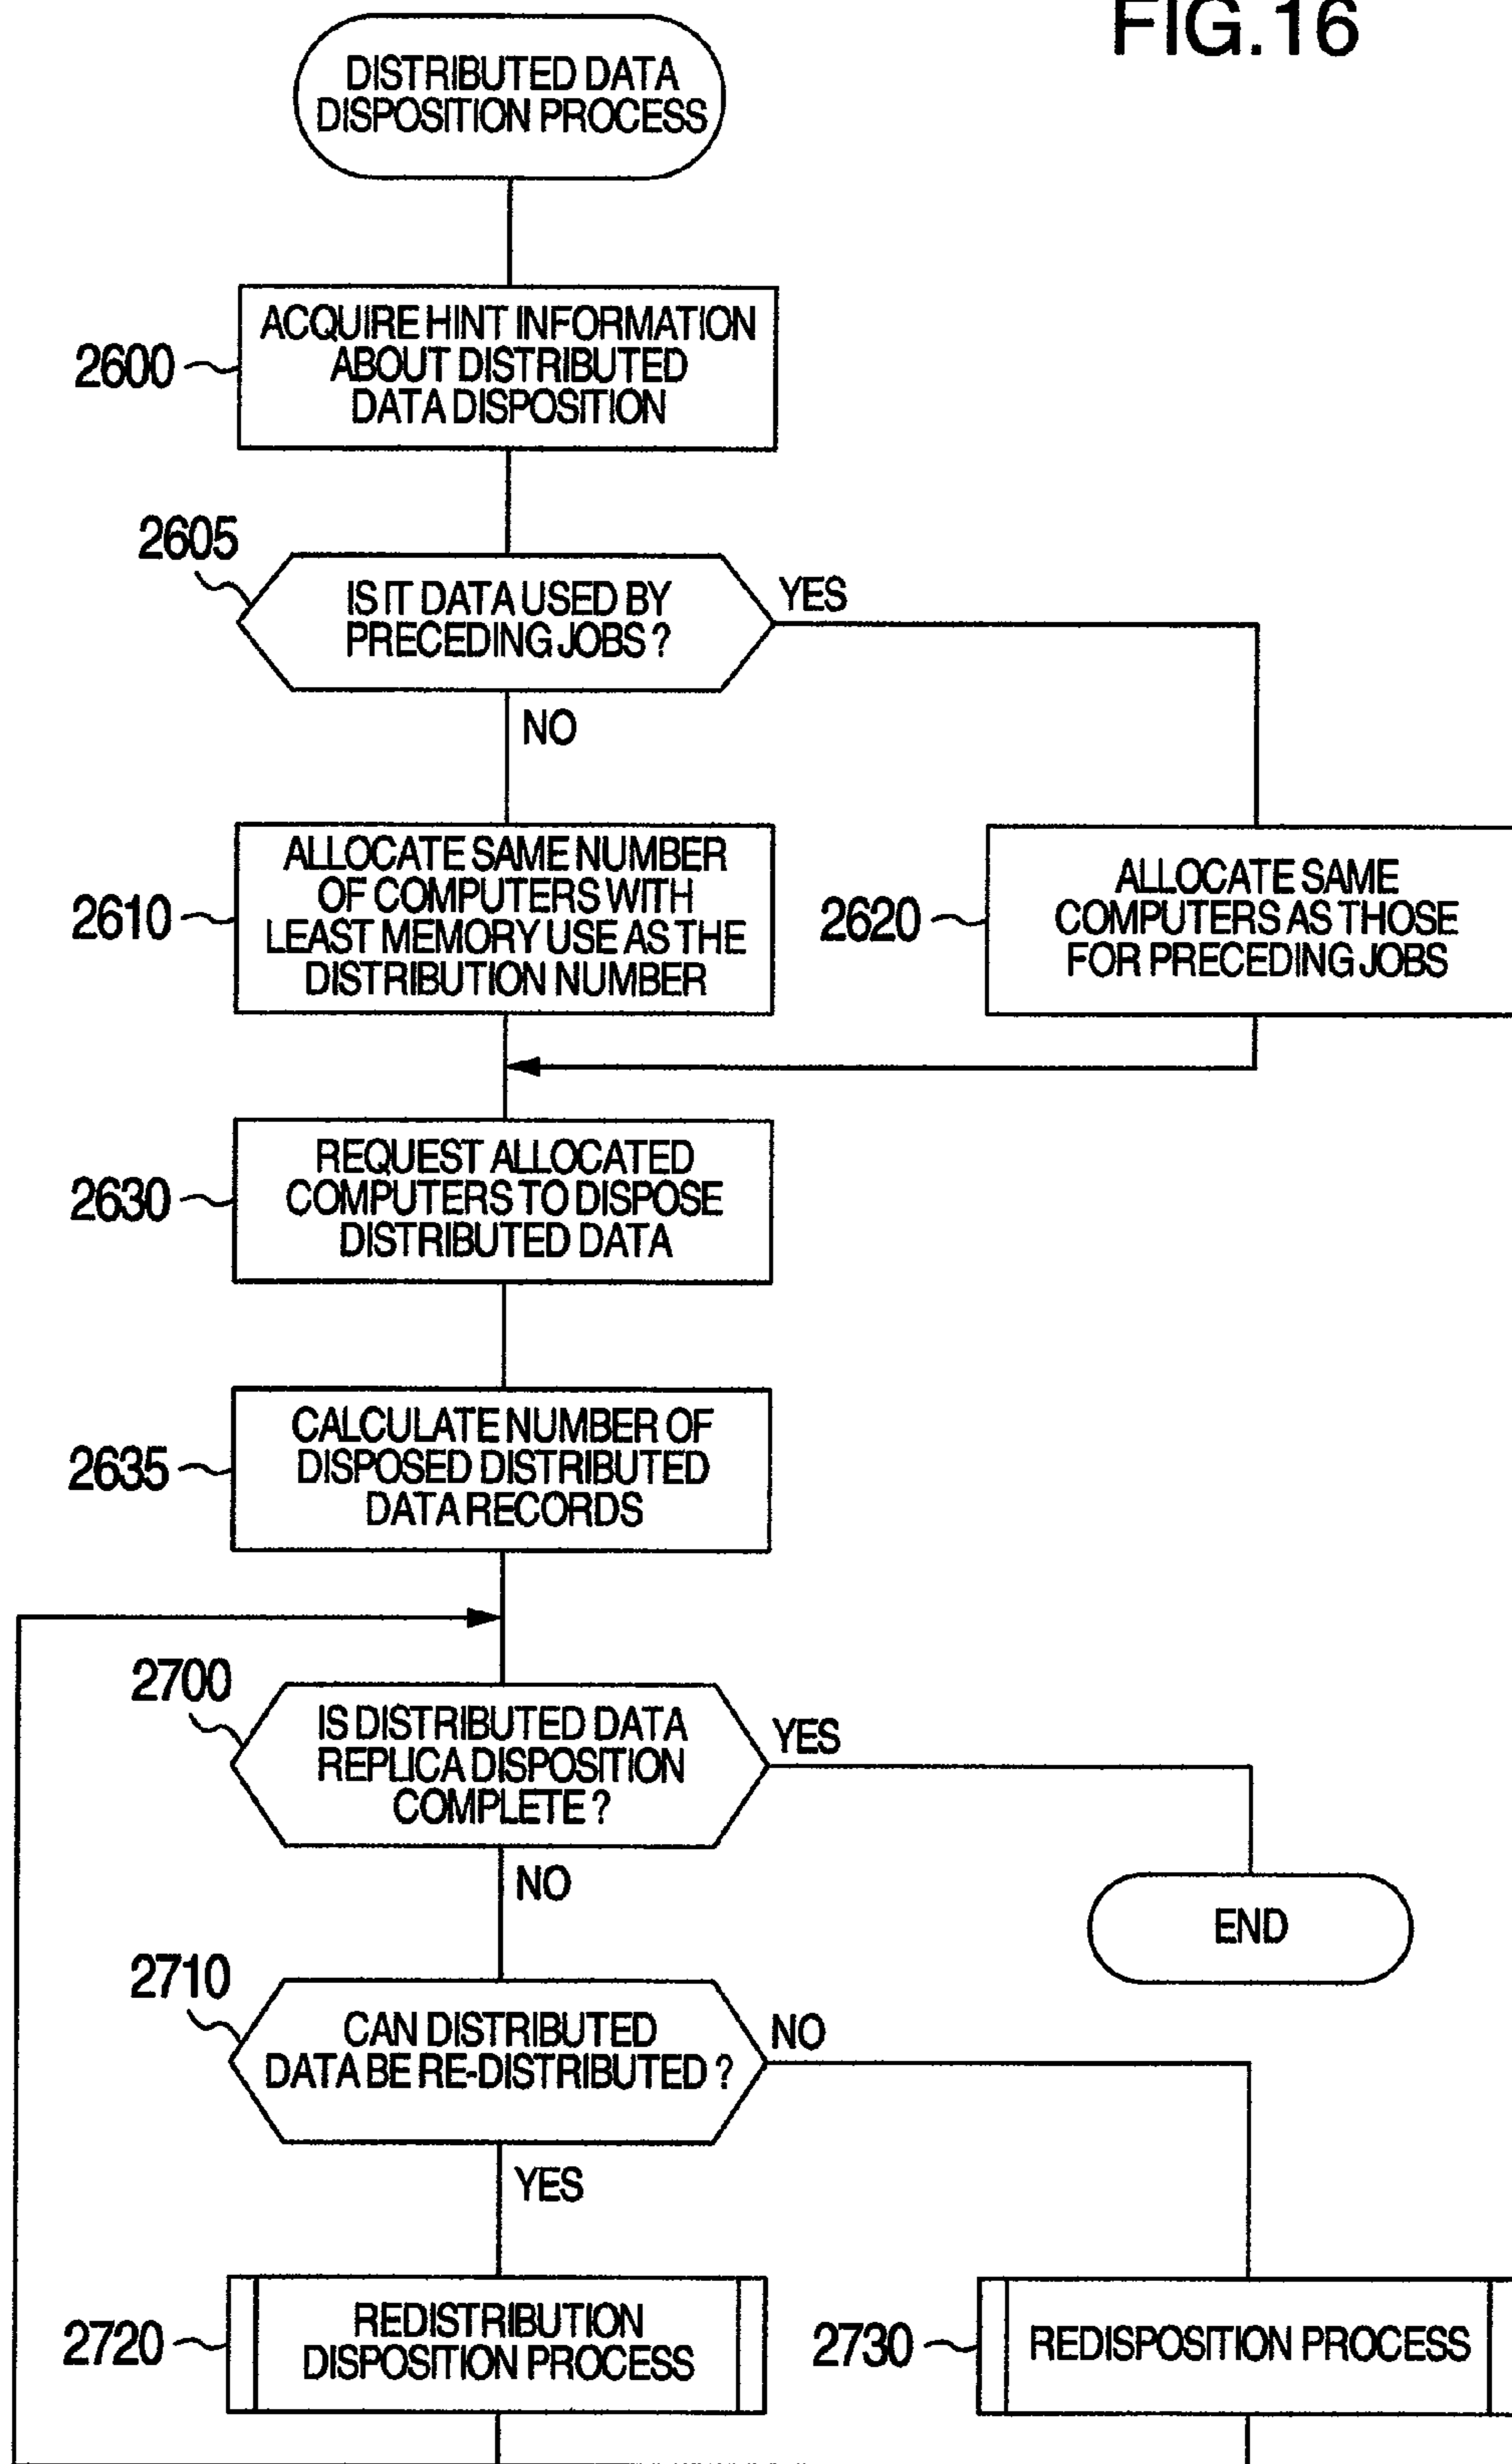 FIG.16
DISTRIBUTED DATA
DISPOSITION PROCESS
2600
ACQUIRE HINT INFORMATION
ABOUT DISTRIBUTED
DATA DISPOSITION
2605
IS IT DATA USED BY
PRECEDING JOBS ?
YES
NO
2610
ALLOCATE SAME NUMBER
OF COMPUTERS WITH
LEAST MEMORY USE AS THE
DISTRIBUTION NUMBER
2620
ALLOCATE SAME
COMPUTERS AS THOSE
FOR PRECEDING JOBS
2630
REQUEST ALLOCATED
COMPUTERS TO DISPOSE
DISTRIBUTED DATA
2635
CALCULATE NUMBER OF
DISPOSED DISTRIBUTED
DATA RECORDS
2700
IS DISTRIBUTED DATA
REPLICA DISPOSITION
COMPLETE ?
YES
NO
END
2710
CAN DISTRIBUTED
DATA BE RE-DISTRIBUTED ?
NO
YES
2720
REDISTRIBUTION
DISPOSITION PROCESS
2730
REDISPOSITION PROCESS